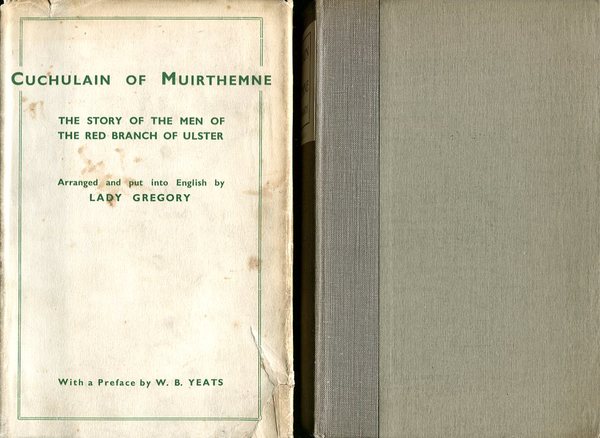 CUCHULAIN OF MUIRTHEMNE
THE STORY OF THE MEN OF
THE RED BRANCH OF ULSTER
Arranged and put into English by
LADY GREGORY
With a Preface by W. B. YEATS